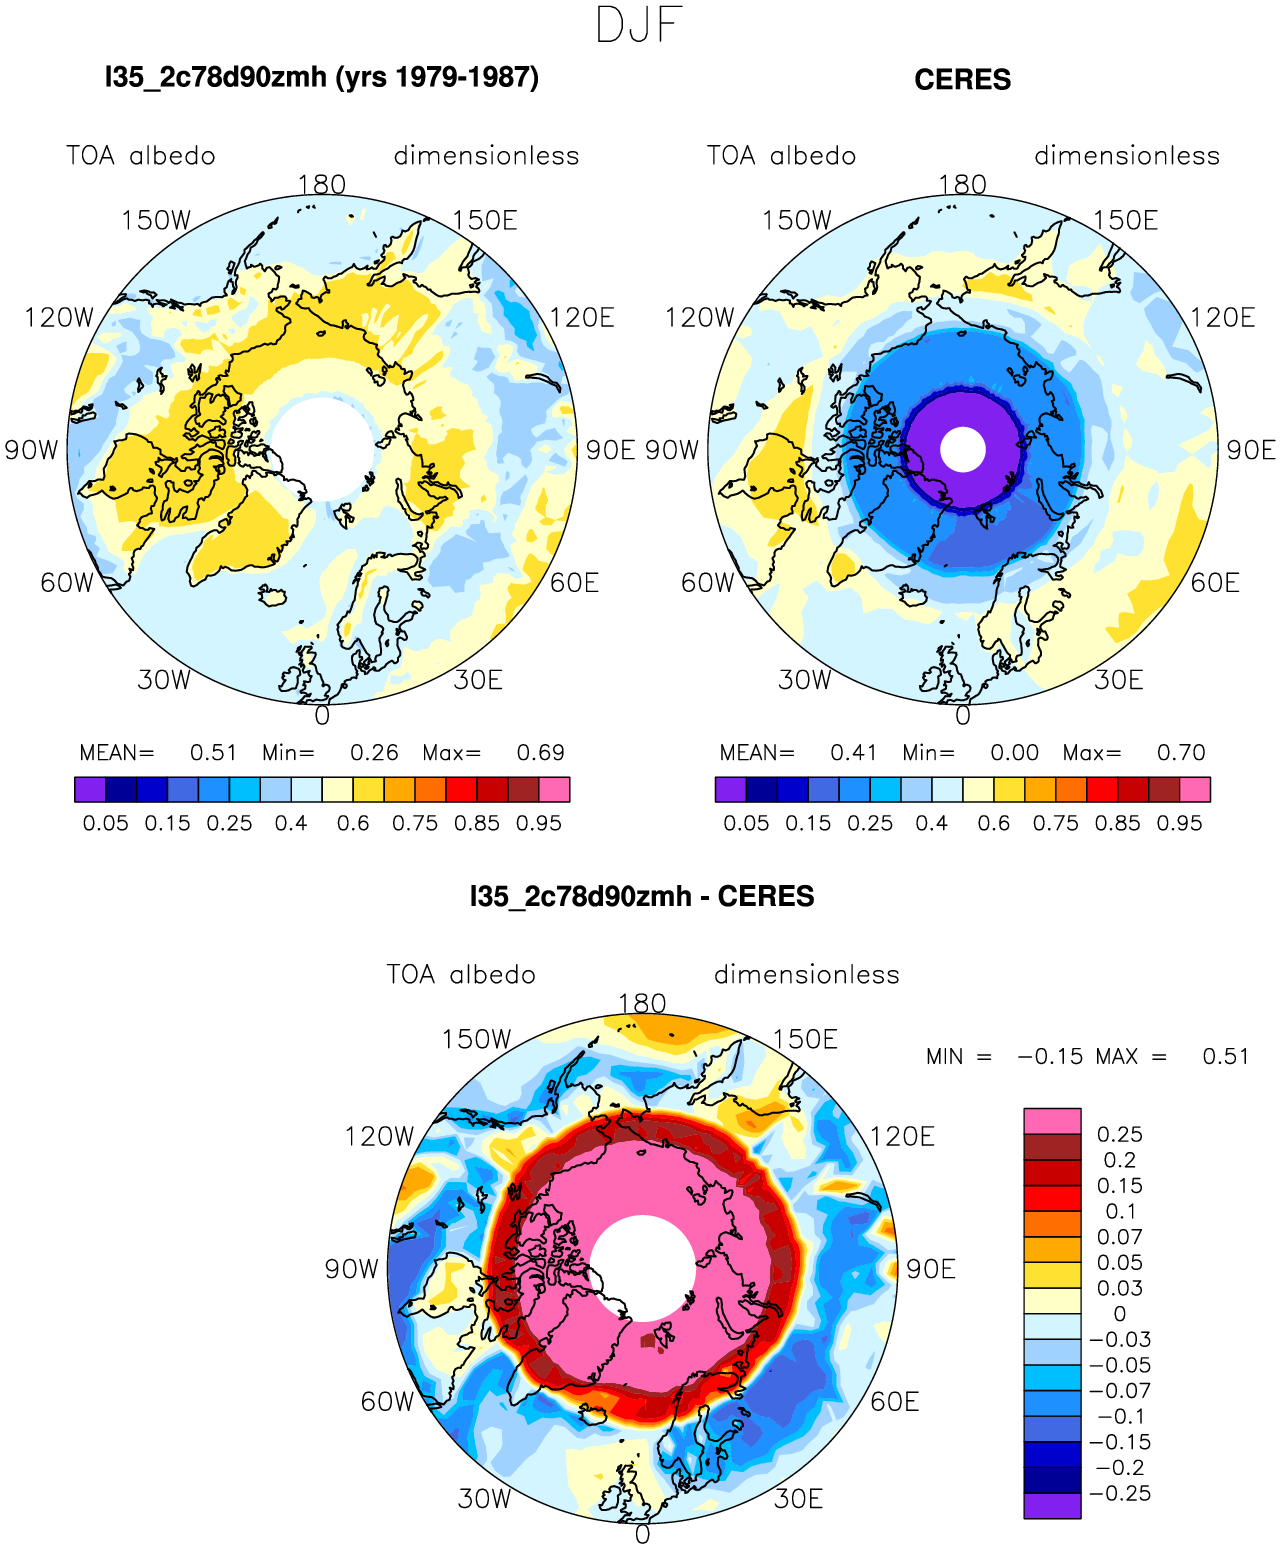 DJF
l35_2c78d90zmh (yrs 1979-1987)
CERES
TOA albedo dimensionless
TOA albedo dimensionless
180
150W 150E
120W 120E
90W 90E
60W 60E
30W 30E
0
180
150W 150E
120W 120E
90W 90E
60W 60E
30W 30E
0
MEAN= 0.51 Min= 0.26 Max= 0.69
0.05 0.15 0.25 0.4 0.6 0.75 0.85 0.95
MEAN= 0.41 Min= 0.00 Max= 0.70
0.05 0.15 0.25 0.4 0.6 0.75 0.85 0.95
l35_2c78d90zmh - CERES
TOA albedo dimensionless
180
150W 150E
120W 120E
90W 90E
60W 60E
30W 30E
0
MIN = -0.15 MAX = 0.51
0.25
0.2
0.15
0.1
0.07
0.05
0.03
0
-0.03
-0.05
-0.07
-0.1
-0.15
-0.2
-0.25